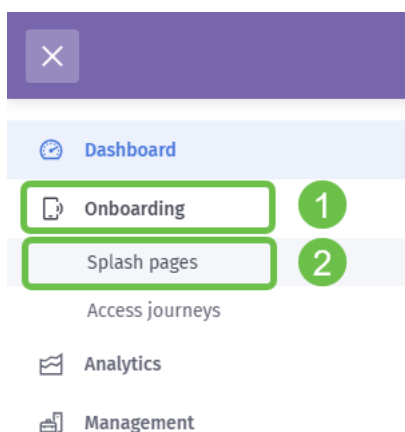 Dashboard
Onboarding 1
Splash pages 2
Access journeys
Analytics
Management